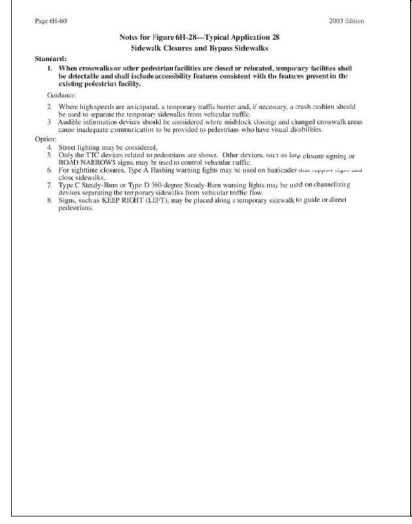 Page 6H-60 2003 Edition
Notes for Figure 6H-28—Typical Application 28
Sidewalk Closures and Bypass Sidewalks
Standard:
1. When crosswalks or other pedestrian facilities are closed or relocated, temporary facilities shall
be detectable and shall include accessibility features consistent with the features present in the
existing pedestrian facility.
Guidance:
2. Where high speeds are anticipated, a temporary traffic barrier and, if necessary, a crash cushion should
be used to separate the temporary sidewalks from vehicular traffic.
3. Audible information devices should be considered where midblock closings and changed crosswalk areas
cause inadequate communication to be provided to pedestrians who have visual disabilities.
Option:
4. Street lighting may be considered.
5. Only the TTC devices related to pedestrians are shown. Other devices, such as lane closure signing or
ROAD NARROWS signs, may be used to control vehicular traffic.
6. For nighttime closures, Type A Flashing warning lights may be used on barricades that support signs and
close sidewalks.
7. Type C Steady-Burn or Type D 360-degree Steady-Burn warning lights may be used on channelizing
devices separating the temporary sidewalks from vehicular traffic flow.
8. Signs, such as KEEP RIGHT (LEFT), may be placed along a temporary sidewalk to guide or direct
pedestrians.